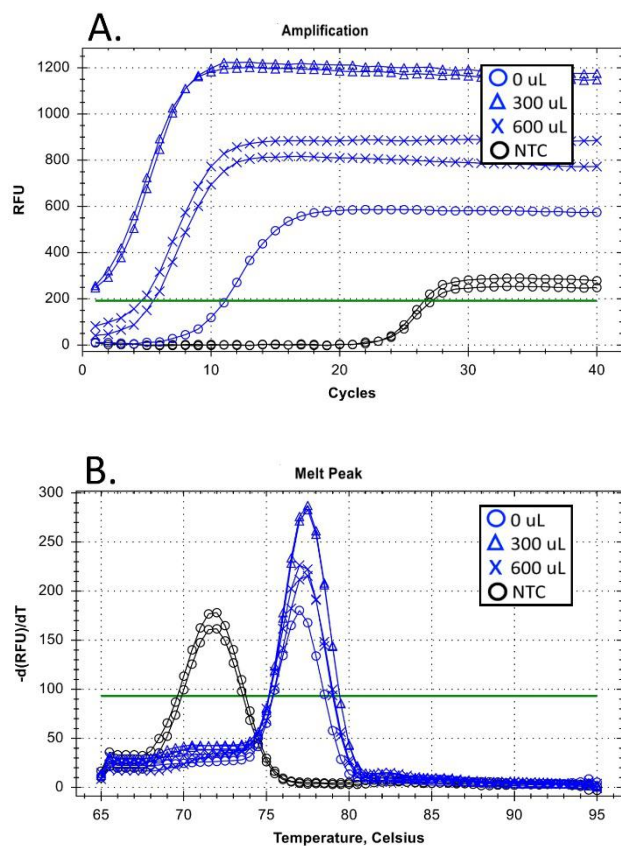 A.
Amplification
1200
1000
800
600
400
200
0
RFU
0 uL
300 uL
600 uL
NTC
0 10 20 30 40
Cycles
B.
Melt Peak
300
250
200
150
100
50
0
-d(RFU)/dT
0 uL
300 uL
600 uL
NTC
65 70 75 80 85 90 95
Temperature, Celsius